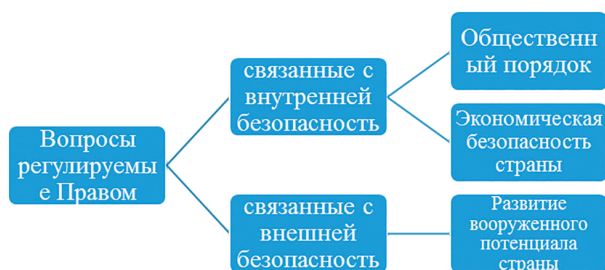 Вопросы
регулируемы
е Правом
связанные с
внутренней
безопасность
Общественн
ый порядок
Экономическая
безопасность
страны
связанные с
внешней
безопасность
Развитие
вооруженного
потенциала
страны